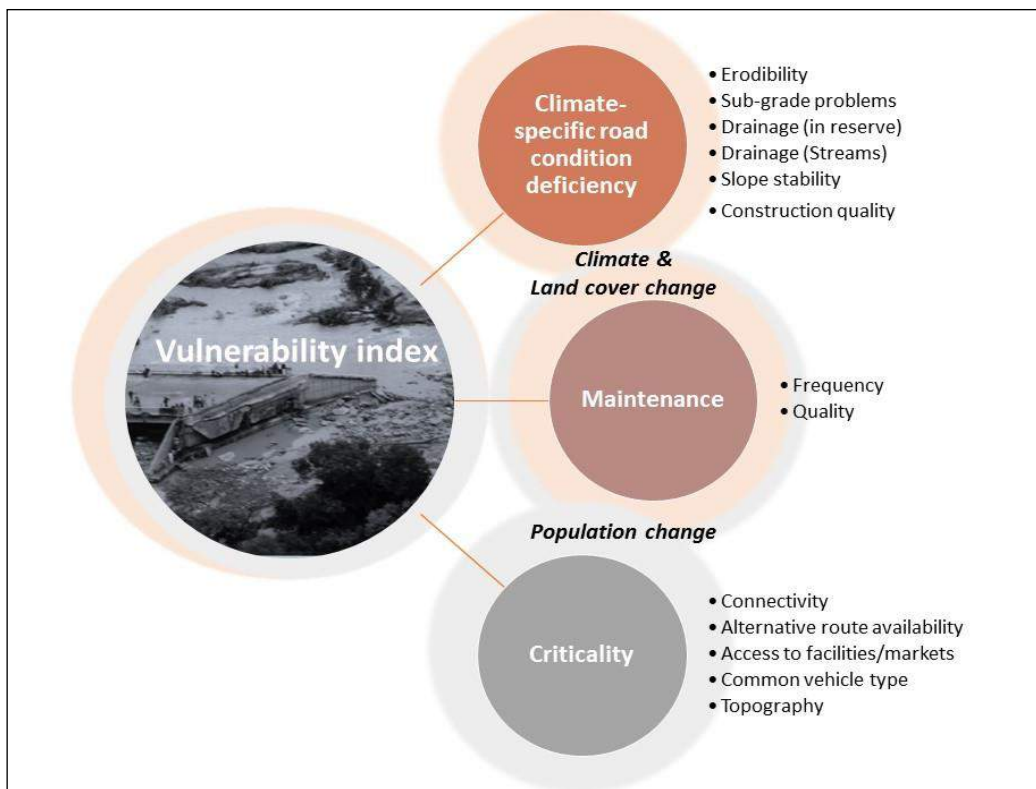 Climate-
specific road
condition
deficiency
• Erodibility
• Sub-grade problems
• Drainage (in reserve)
• Drainage (Streams)
• Slope stability
• Construction quality
Climate &
Land cover change
Vulnerability index
Maintenance
• Frequency
• Quality
Population change
Criticality
• Connectivity
• Alternative route availability
• Access to facilities/markets
• Common vehicle type
• Topography